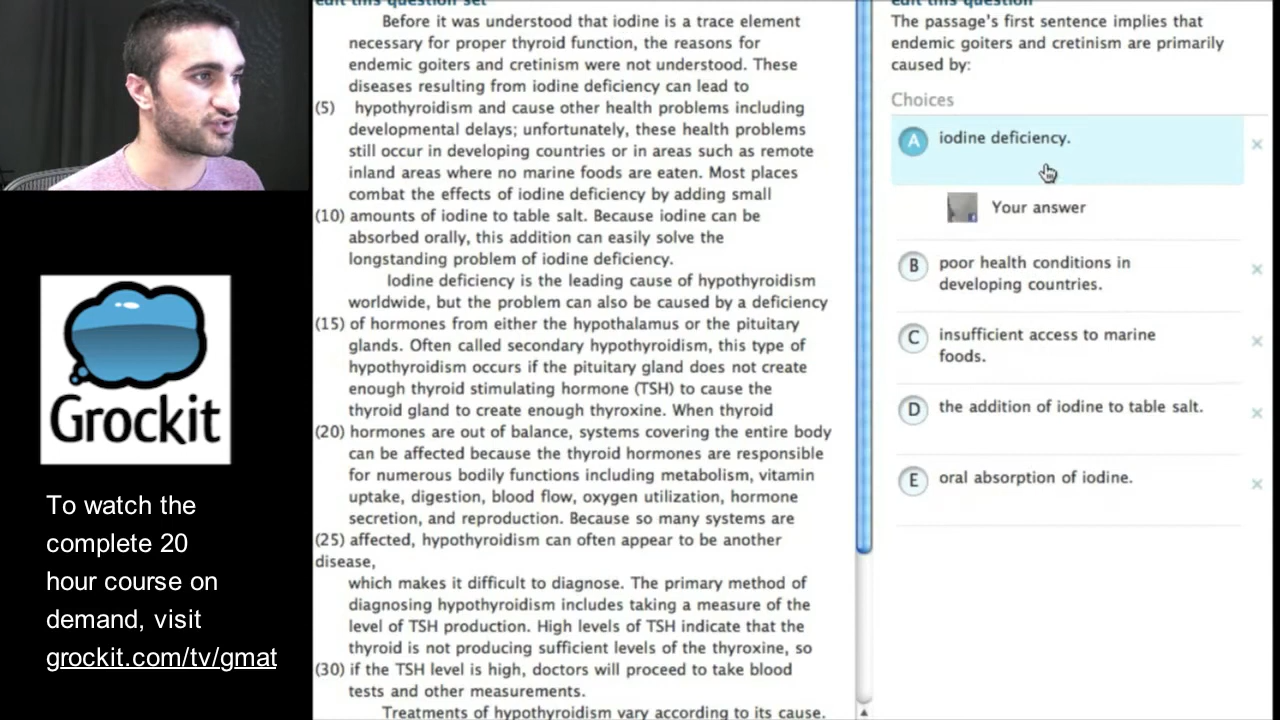 edit this question set
Before it was understood that iodine is a trace element
necessary for proper thyroid function, the reasons for
endemic goiters and cretinism were not understood. These
diseases resulting from iodine deficiency can lead to
(5) hypothyroidism and cause other health problems including
developmental delays; unfortunately, these health problems
still occur in developing countries or in areas such as remote
inland areas where no marine foods are eaten. Most places
combat the effects of iodine deficiency by adding small
(10) amounts of iodine to table salt. Because iodine can be
absorbed orally, this addition can easily solve the
longstanding problem of iodine deficiency.
Iodine deficiency is the leading cause of hypothyroidism
worldwide, but the problem can also be caused by a deficiency
(15) of hormones from either the hypothalamus or the pituitary
glands. Often called secondary hypothyroidism, this type of
hypothyroidism occurs if the pituitary gland does not create
enough thyroid stimulating hormone (TSH) to cause the
thyroid gland to create enough thyroxine. When thyroid
(20) hormones are out of balance, systems covering the entire body
can be affected because the thyroid hormones are responsible
for numerous bodily functions including metabolism, vitamin
uptake, digestion, blood flow, oxygen utilization, hormone
secretion, and reproduction. Because so many systems are
(25) affected, hypothyroidism can often appear to be another
disease,
which makes it difficult to diagnose. The primary method of
diagnosing hypothyroidism includes taking a measure of the
level of TSH production. High levels of TSH indicate that the
thyroid is not producing sufficient levels of the thyroxine, so
(30) if the TSH level is high, doctors will proceed to take blood
tests and other measurements.
Treatments of hypothyroidism vary according to its cause.
edit this question
The passage's first sentence implies that
endemic goiters and cretinism are primarily
caused by:
Choices
A iodine deficiency.
Your answer
B poor health conditions in
developing countries.
C insufficient access to marine
foods.
D the addition of iodine to table salt.
E oral absorption of iodine.
Grockit
To watch the
complete 20
hour course on
demand, visit
grockit.com/tv/gmat